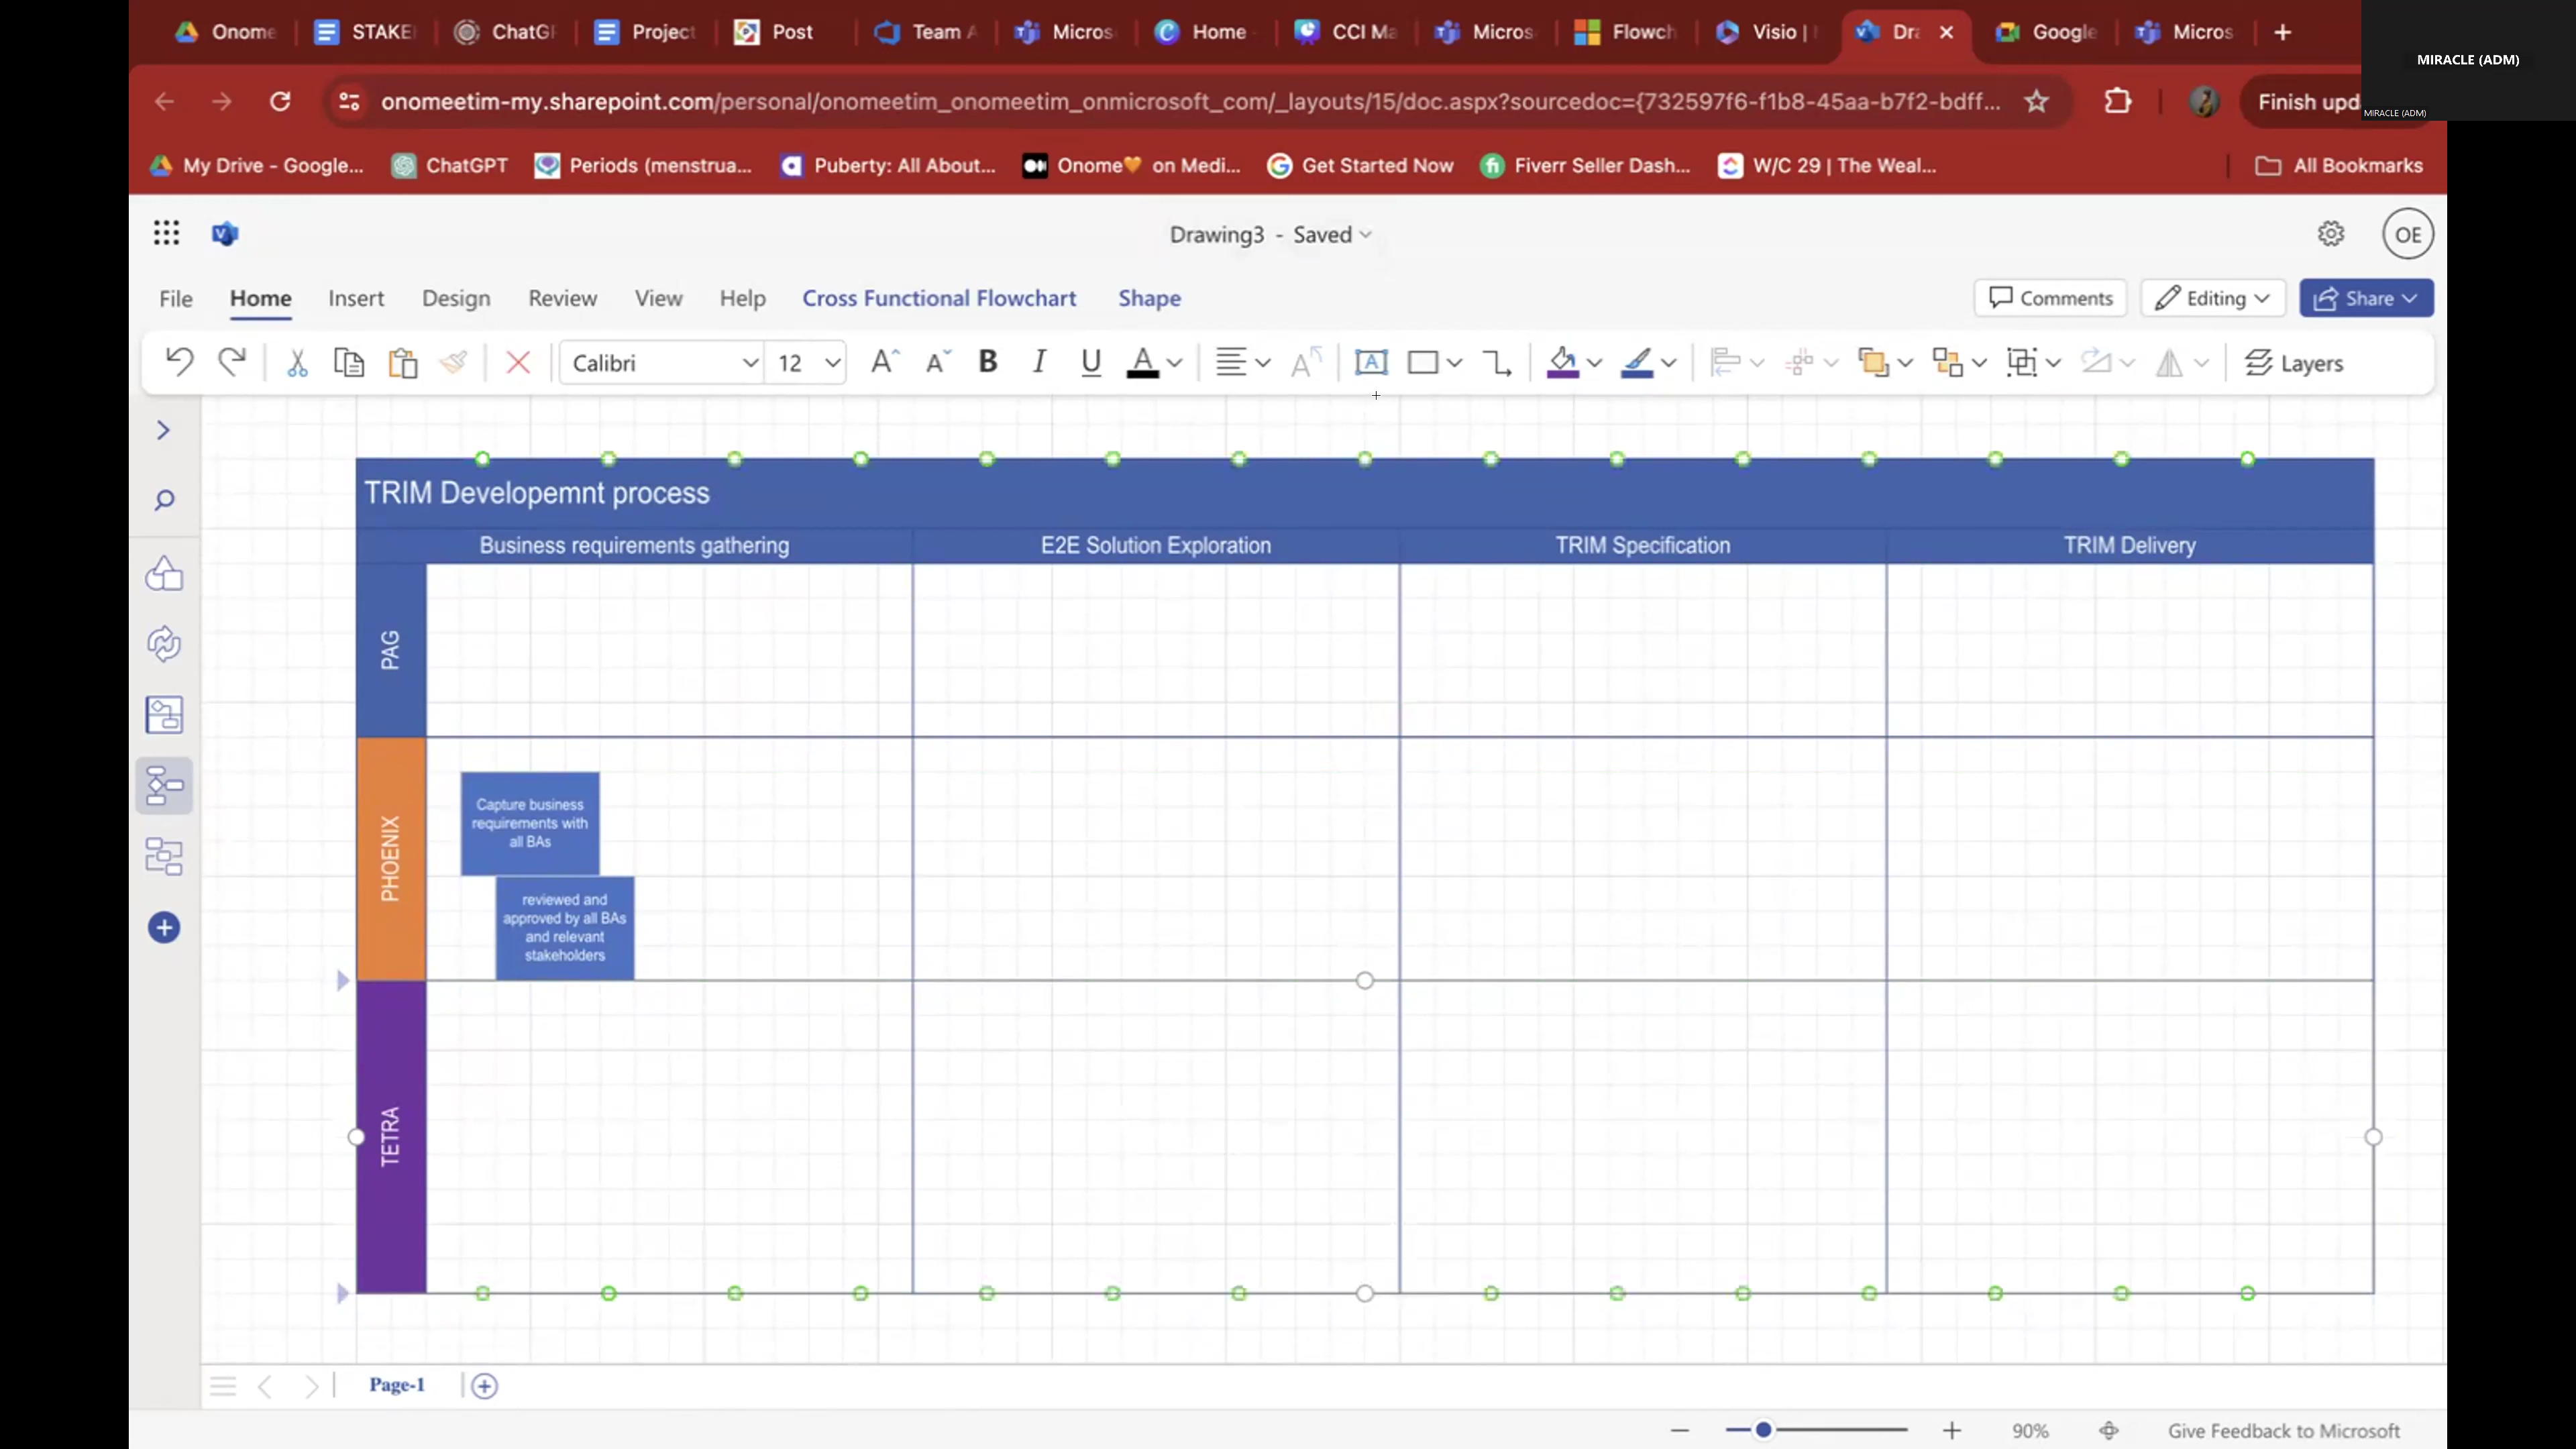 Onome
STAKE
ChatGP
Project
Post
Team A
Micros
Home
CCI Ma
Micros
Flowch
Visio |
Dra
Google
Micros
MIRACLE (ADM)
MIRACLE (ADM)
onomeetim-my.sharepoint.com/personal/onomeetim_onomeetim_onmicrosoft_com/_layouts/15/doc.aspx?sourcedoc={732597f6-f1b8-45aa-b7f2-bdff...
Finish upd
My Drive - Google...
ChatGPT
Periods (menstrua...
Puberty: All About...
Onome🧡 on Medi...
Get Started Now
Fiverr Seller Dash...
W/C 29 | The Weal...
All Bookmarks
Drawing3 - Saved
OE
File
Home
Insert
Design
Review
View
Help
Cross Functional Flowchart
Shape
Comments
Editing
Share
Calibri
12
Layers
TRIM Developemnt process
Business requirements gathering
E2E Solution Exploration
TRIM Specification
TRIM Delivery
PAG
PHOENIX
Capture business
requirements with
all BAs
reviewed and
approved by all BAs
and relevant
stakeholders
TETRA
Page-1
90%
Give Feedback to Microsoft